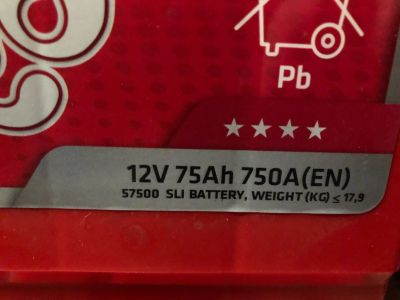 Pb
12V 75Ah 750A(EN)
57500 SLI BATTERY, WEIGHT (KG) ≤ 17,9